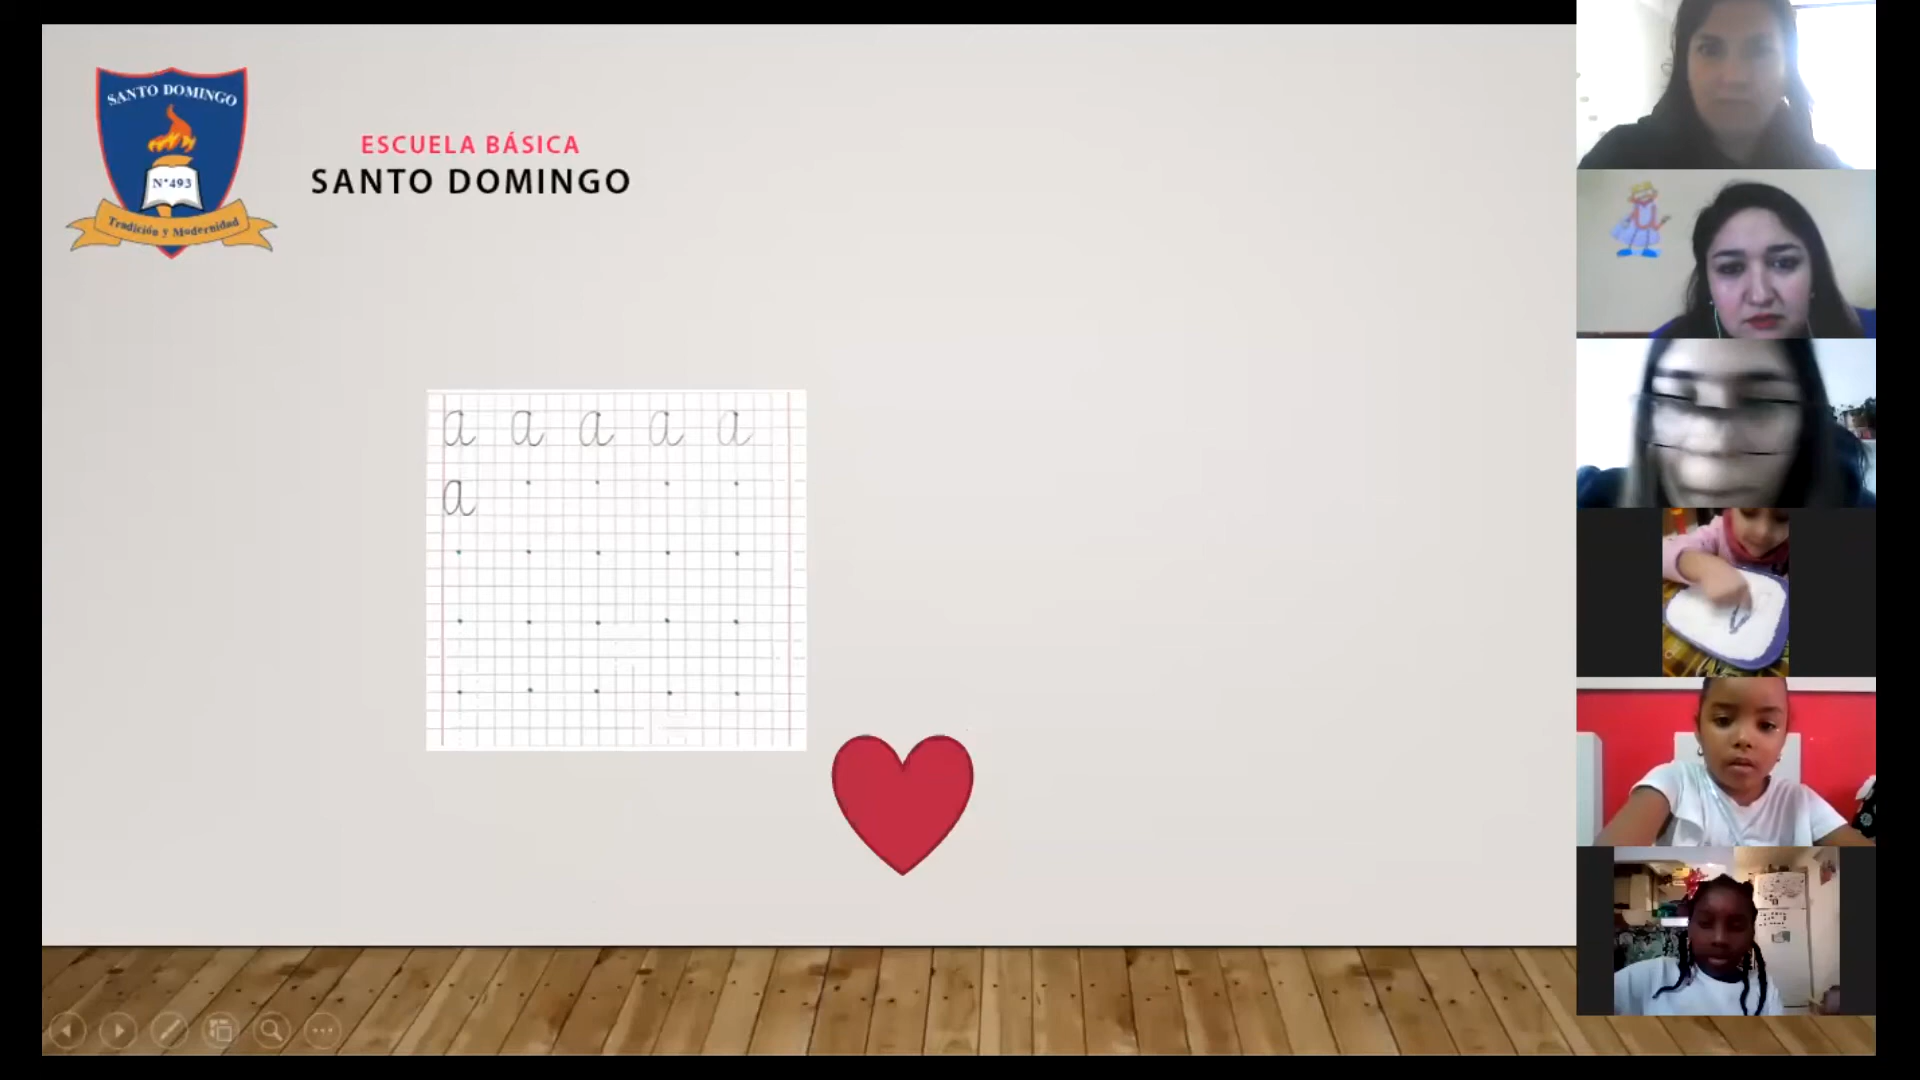 SANTO DOMINGO
N°493
Tradición y Modernidad
ESCUELA BÁSICA
SANTO DOMINGO
a a a a a
a